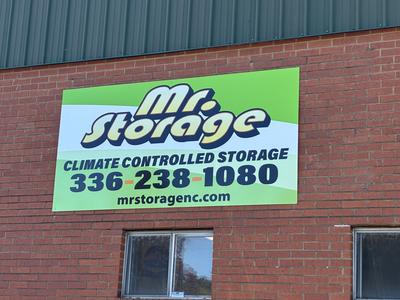 Mr.
Storage
CLIMATE CONTROLLED STORAGE
336-238-1080
mrstoragenc.com